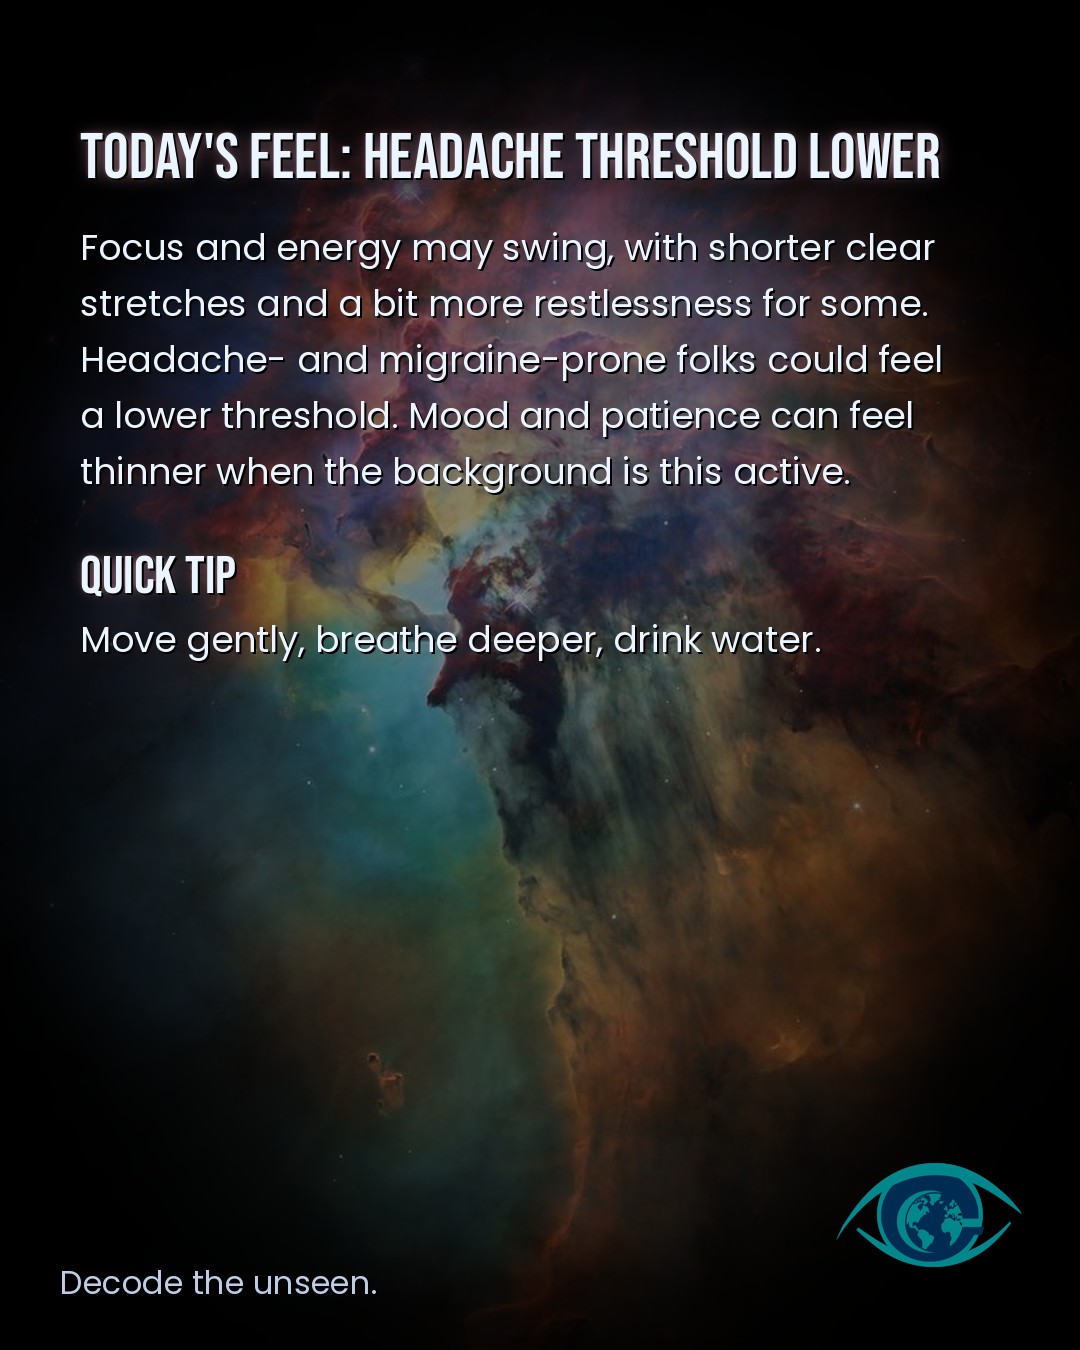 TODAY'S FEEL: HEADACHE THRESHOLD LOWER
Focus and energy may swing, with shorter clear
stretches and a bit more restlessness for some.
Headache- and migraine-prone folks could feel
a lower threshold. Mood and patience can feel
thinner when the background is this active.
QUICK TIP
Move gently, breathe deeper, drink water.
Decode the unseen.